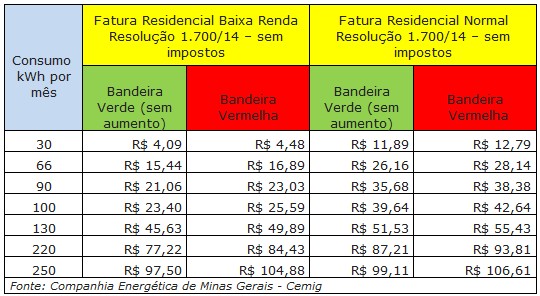 Consumo kWh por mês
Fatura Residencial Baixa Renda
Resolução 1.700/14 – sem
impostos
Fatura Residencial Normal
Resolução 1.700/14 – sem
impostos
Bandeira
Verde (sem
aumento)
Bandeira
Vermelha
Bandeira
Verde (sem
aumento)
Bandeira
Vermelha
30 R$ 4,09 R$ 4,48 R$ 11,89 R$ 12,79
66 R$ 15,44 R$ 16,89 R$ 26,16 R$ 28,14
90 R$ 21,06 R$ 23,03 R$ 35,68 R$ 38,38
100 R$ 23,40 R$ 25,59 R$ 39,64 R$ 42,64
130 R$ 45,63 R$ 49,89 R$ 51,53 R$ 55,43
220 R$ 77,22 R$ 84,43 R$ 87,21 R$ 93,81
250 R$ 97,50 R$ 104,88 R$ 99,11 R$ 106,61
Fonte: Companhia Energética de Minas Gerais - Cemig